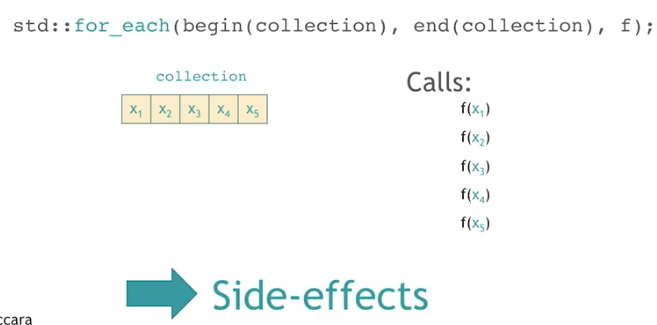 std::for_each(begin(collection), end(collection), f);
collection
x₁ x₂ x₃ x₄ x₅
Calls:
f(x₁)
f(x₂)
f(x₃)
f(x₄)
f(x₅)
Side-effects
ccara